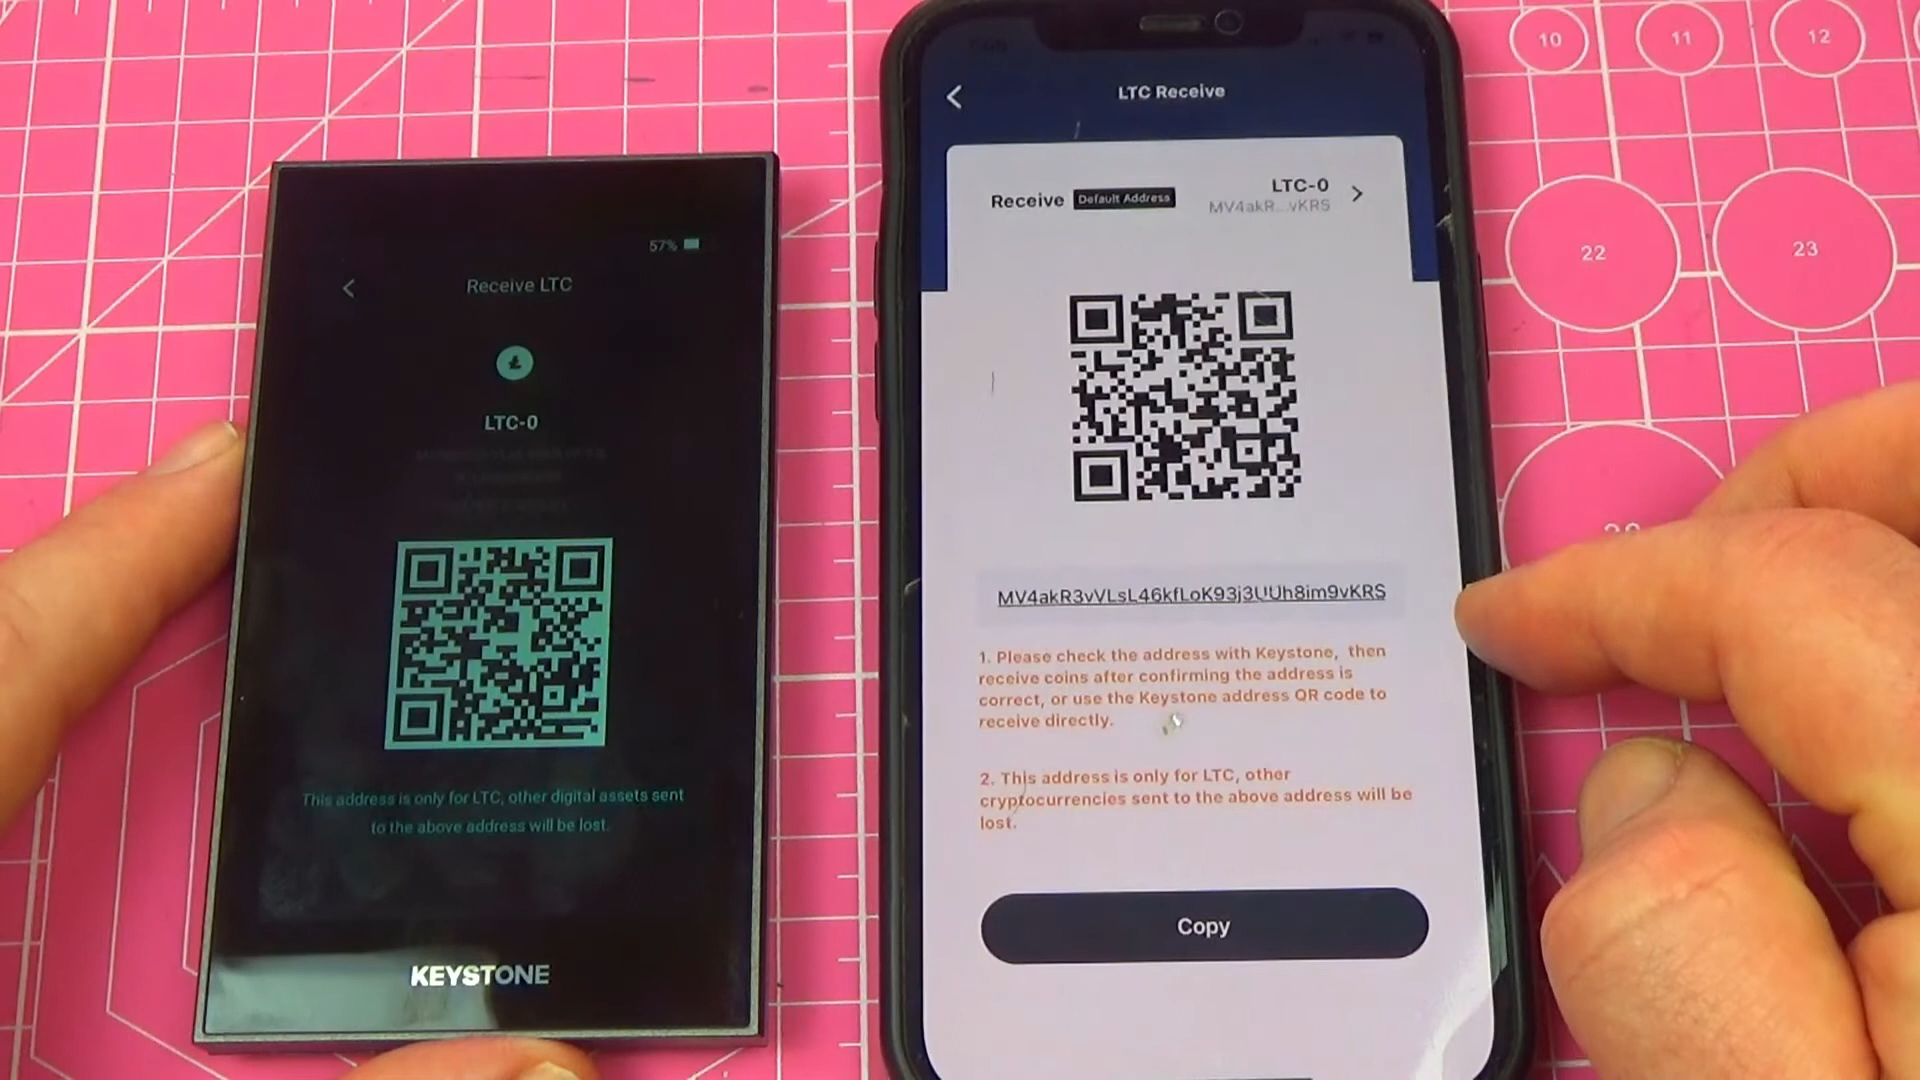 57%
Receive LTC
LTC-0
This address is only for LTC, other digital assets sent
to the above address will be lost.
KEYSTONE
LTC Receive
Receive Default Address
LTC-0
MV4akR...vKRS
MV4akR3vVLsL46kfLoK93j3UUh8im9vKRS
1. Please check the address with Keystone, then
receive coins after confirming the address is
correct, or use the Keystone address QR code to
receive directly.
2. This address is only for LTC, other
cryptocurrencies sent to the above address will be
lost.
Copy
10
11
12
22
23